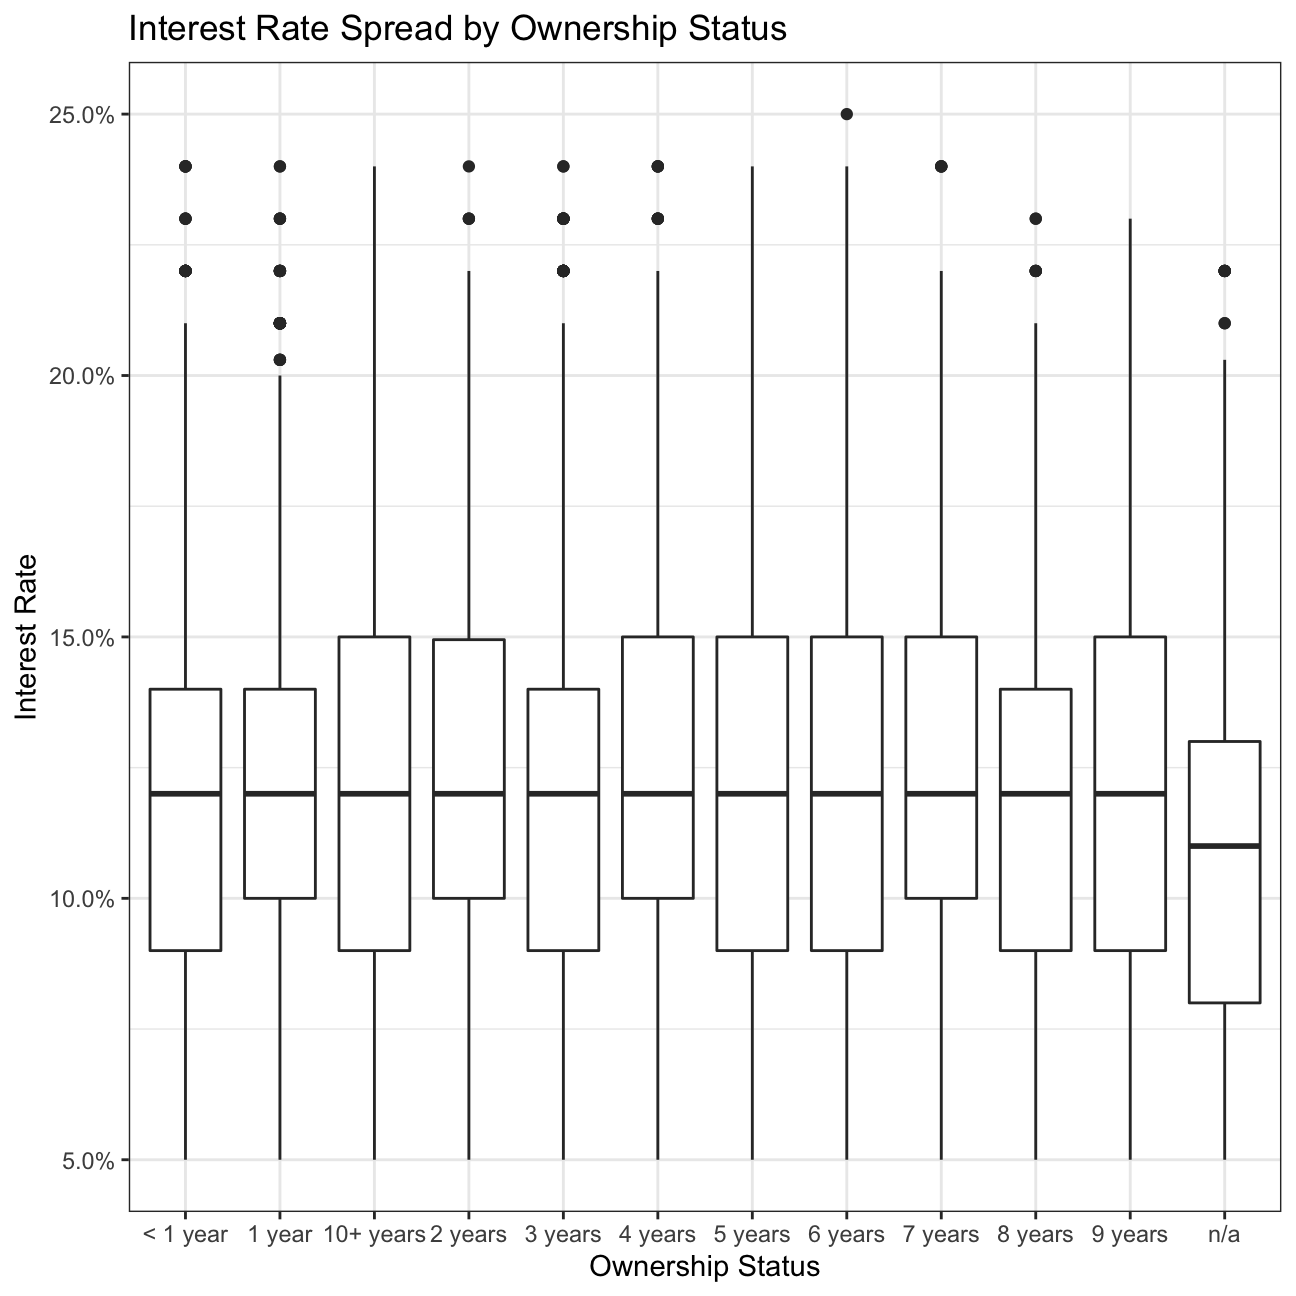 Interest Rate Spread by Ownership Status
Interest Rate
25.0%
20.0%
15.0%
10.0%
5.0%
< 1 year 1 year 10+ years 2 years 3 years 4 years 5 years 6 years 7 years 8 years 9 years n/a
Ownership Status